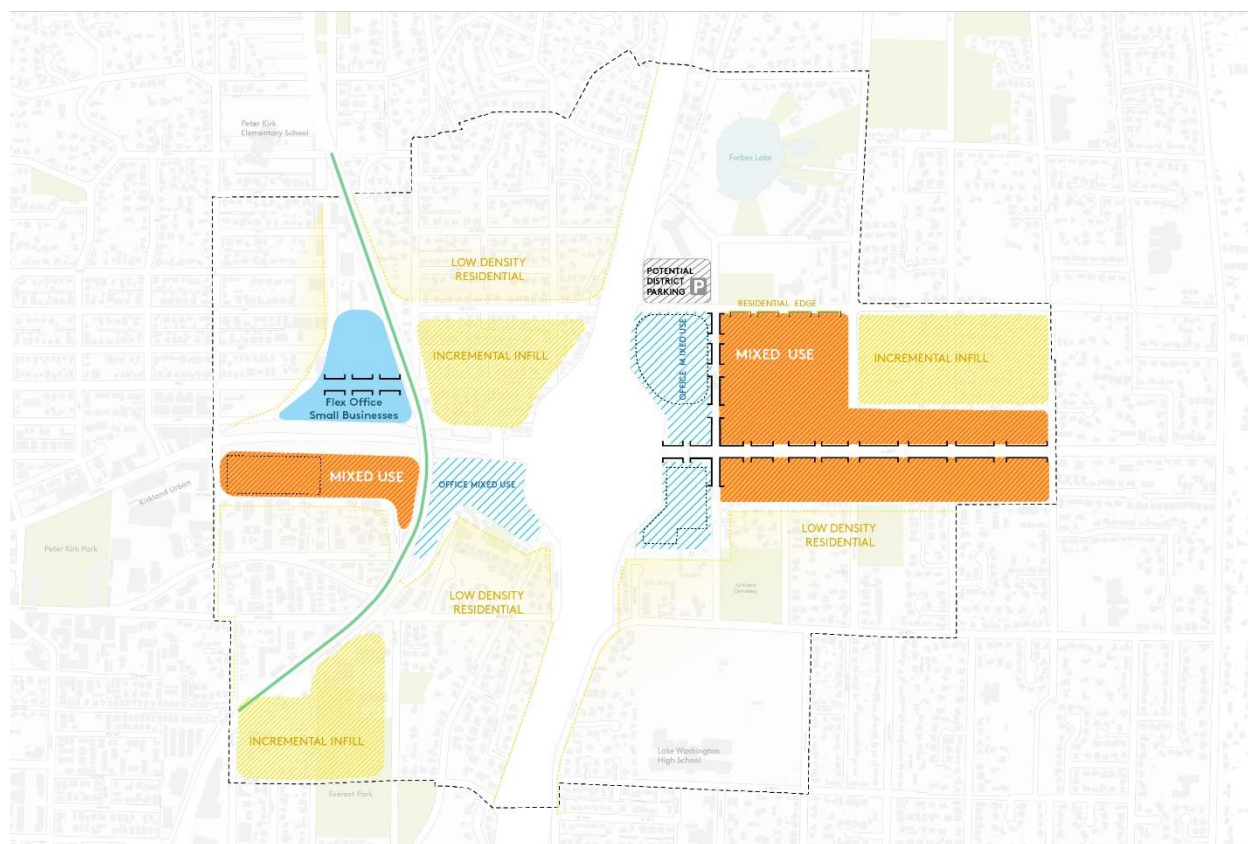 Peter Kirk
Elementary School
Forbes Lake
LOW DENSITY
RESIDENTIAL
POTENTIAL
DISTRICT
PARKING
P
RESIDENTIAL EDGE
OFFICE MIXED USE
MIXED USE
INCREMENTAL INFILL
INCREMENTAL INFILL
Flex Office
Small Businesses
MIXED USE
OFFICE MIXED USE
Kirkland Urban
Peter Kirk Park
LOW DENSITY
RESIDENTIAL
LOW DENSITY
RESIDENTIAL
Kirkland
Cemetery
INCREMENTAL INFILL
Lake Washington
High School
Everest Park